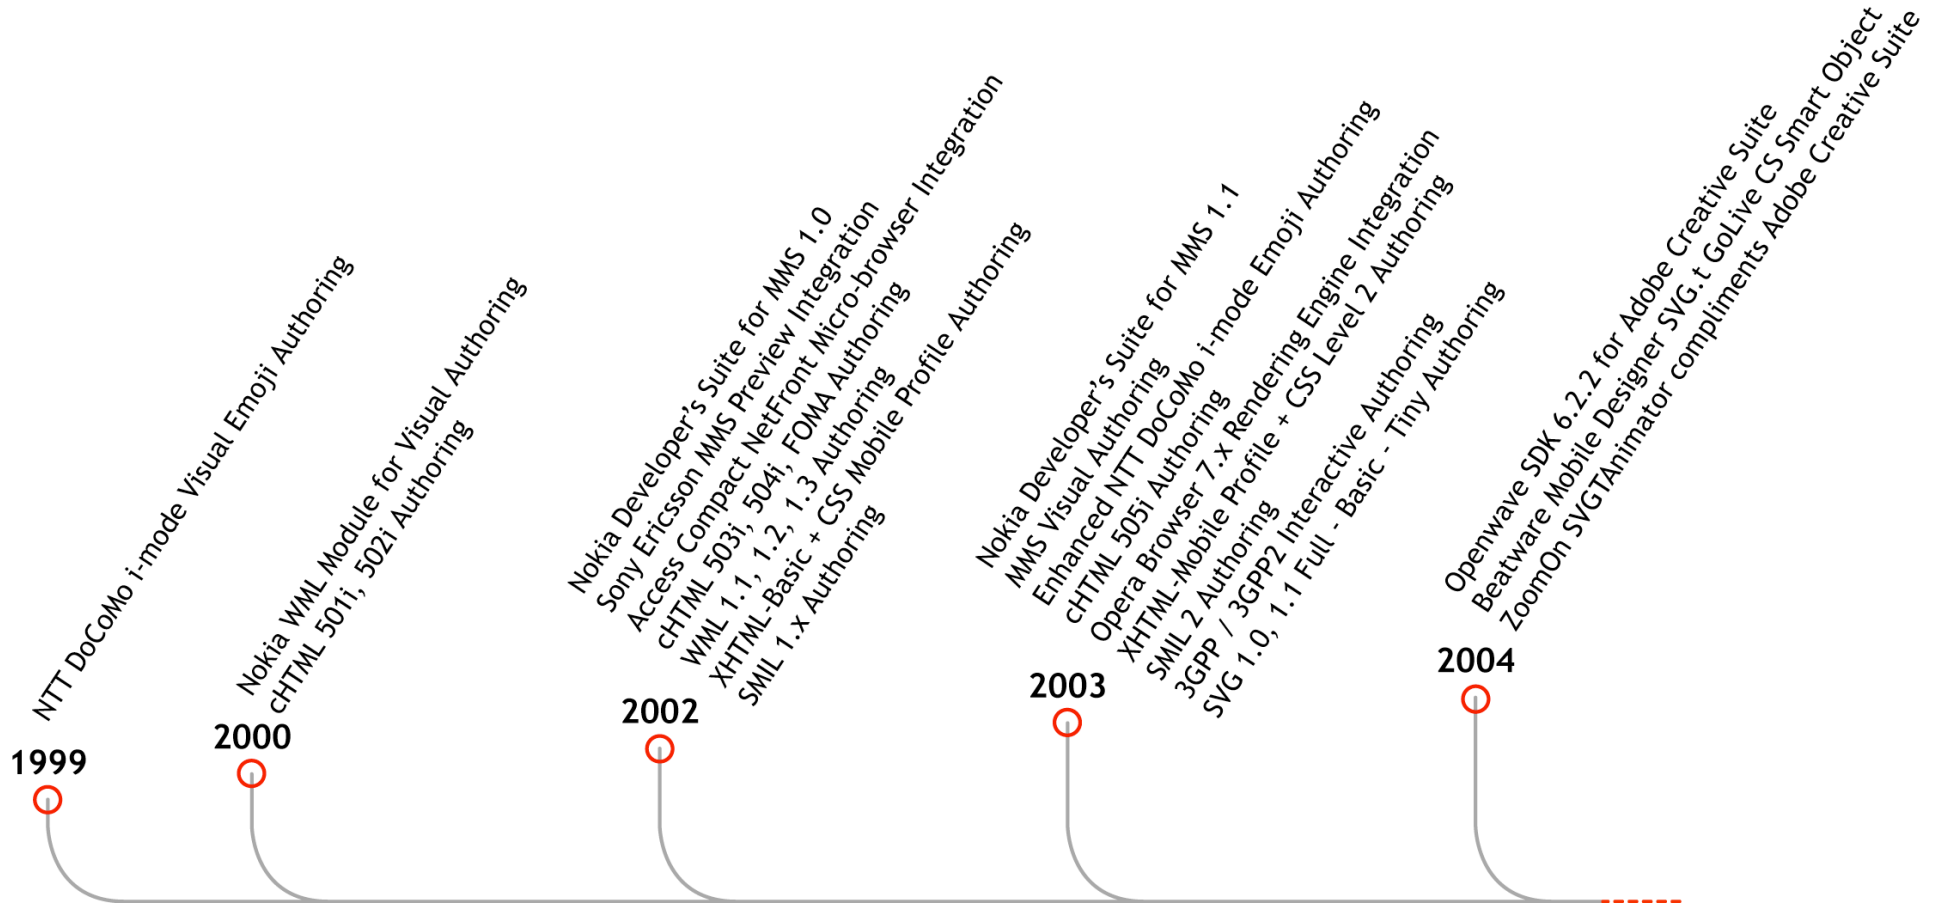 1999
NTT DoCoMo i-mode Visual Emoji Authoring
2000
Nokia WML Module for Visual Authoring
cHTML 501i, 502i Authoring
2002
Nokia Developer's Suite for MMS 1.0
Sony Ericsson MMS Preview Integration
Access Compact NetFront Micro-browser Integration
cHTML 503i, 504i, FOMA Authoring
WML 1.1, 1.2, 1.3 Authoring
XHTML-Basic + CSS Mobile Profile Authoring
SMIL 1.x Authoring
2003
Nokia Developer's Suite for MMS 1.1
MMS Visual Authoring
Enhanced NTT DoCoMo i-mode Emoji Authoring
cHTML 505i Authoring
Opera Browser 7.x Rendering Engine Integration
XHTML-Mobile Profile + CSS Level 2 Authoring
SMIL 2 Authoring
3GPP / 3GPP2 Interactive Authoring
SVG 1.0, 1.1 Full - Basic - Tiny Authoring
2004
Openwave SDK 6.2.2 for Adobe Creative Suite
Beatware Mobile Designer SVG.t GoLive CS Smart Object
ZoomOn SVGTAnimator compliments Adobe Creative Suite